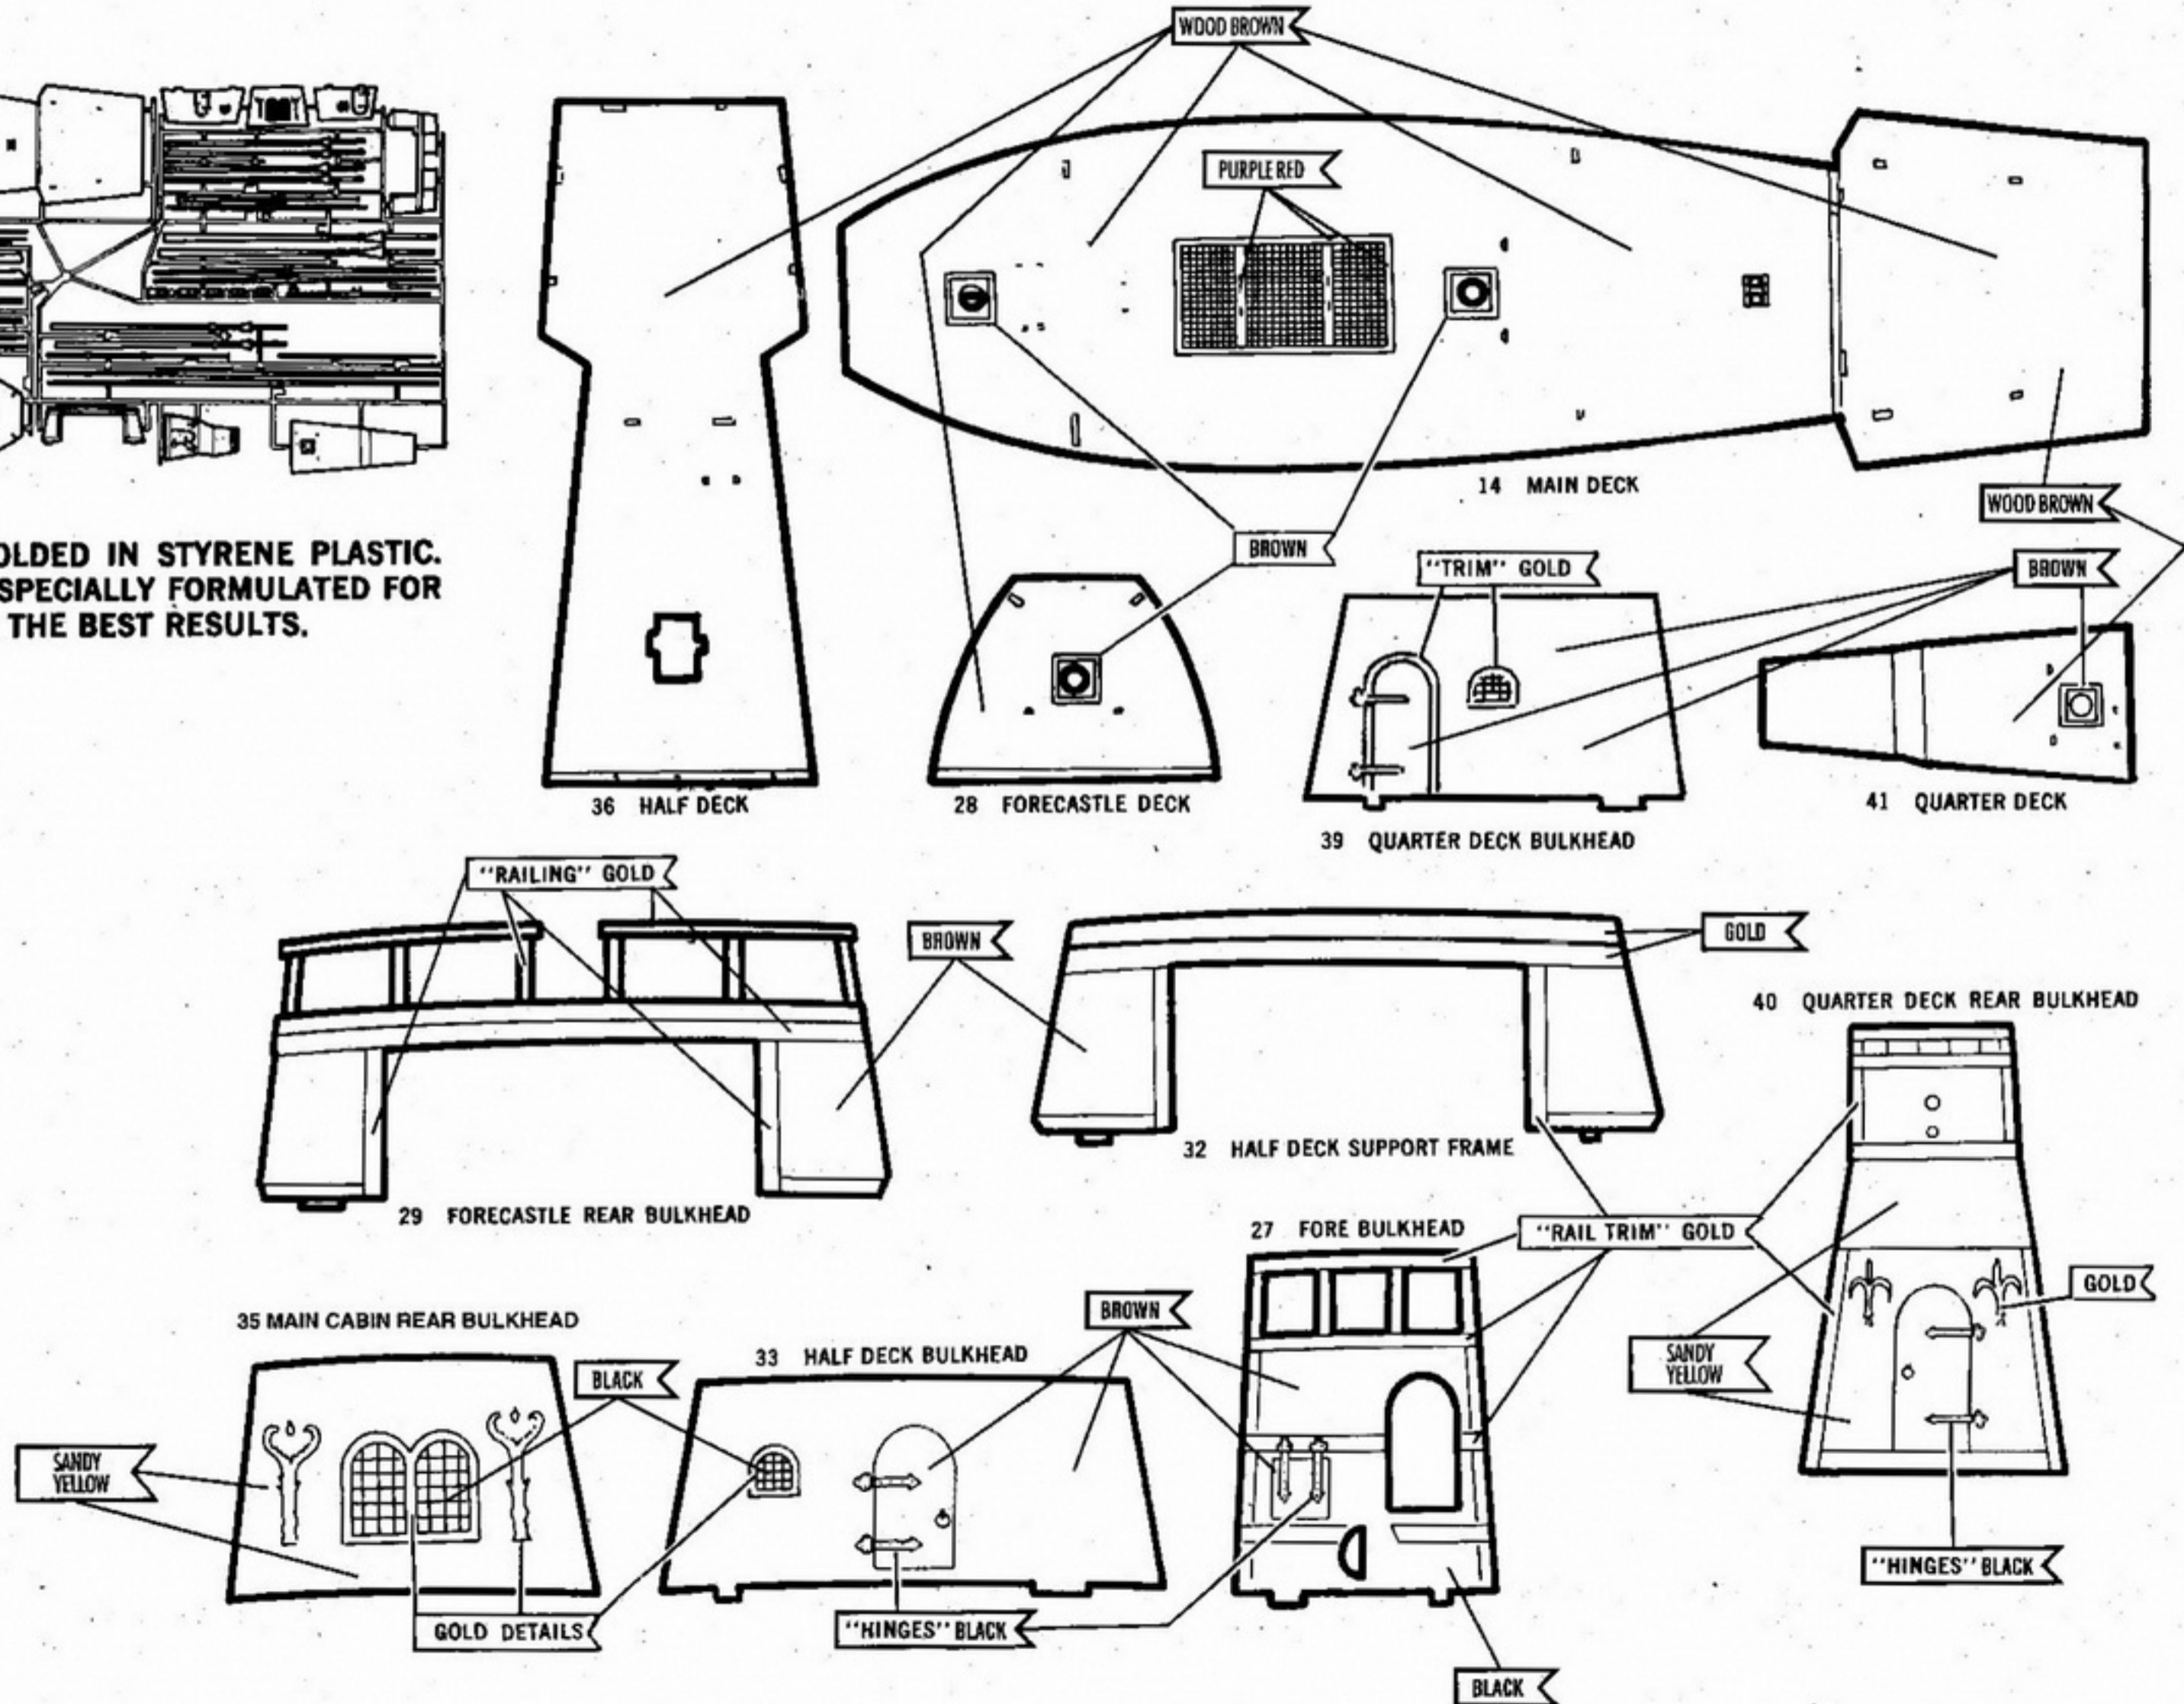 WOOD BROWN
PURPLE RED
14 MAIN DECK
WOOD BROWN
OLDED IN STYRENE PLASTIC.
SPECIALLY FORMULATED FOR
THE BEST RESULTS.
BROWN
"TRIM" GOLD
BROWN
36 HALF DECK
28 FORECASTLE DECK
39 QUARTER DECK BULKHEAD
41 QUARTER DECK
"RAILING" GOLD
BROWN
GOLD
40 QUARTER DECK REAR BULKHEAD
32 HALF DECK SUPPORT FRAME
29 FORECASTLE REAR BULKHEAD
27 FORE BULKHEAD
"RAIL TRIM" GOLD
GOLD
35 MAIN CABIN REAR BULKHEAD
BROWN
33 HALF DECK BULKHEAD
BLACK
SANDY
YELLOW
SANDY
YELLOW
"HINGES" BLACK
GOLD DETAILS
"HINGES" BLACK
BLACK